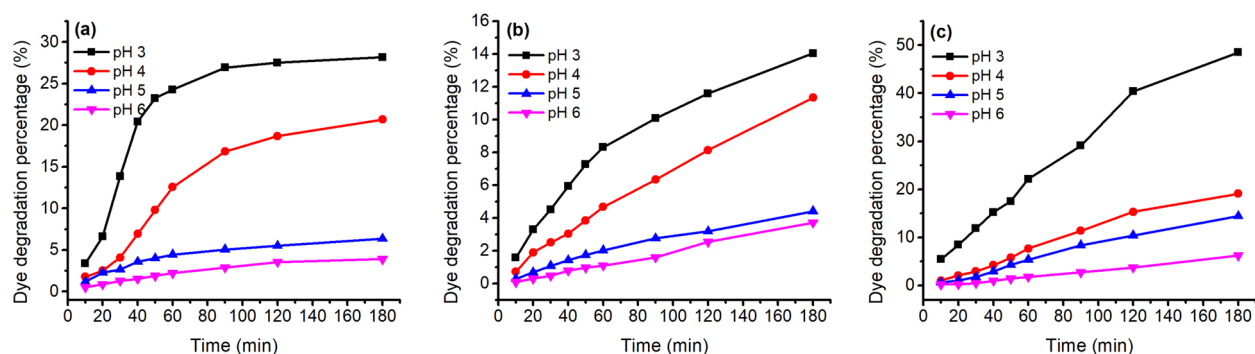 (a)
pH 3
pH 4
pH 5
pH 6
Dye degradation percentage (%)
30
25
20
15
10
5
0
0 20 40 60 80 100 120 140 160 180
Time (min)
(b)
pH 3
pH 4
pH 5
pH 6
Dye degradation percentage (%)
16
14
12
10
8
6
4
2
0
0 20 40 60 80 100 120 140 160 180
Time (min)
(c)
pH 3
pH 4
pH 5
pH 6
Dye degradation percentage (%)
50
40
30
20
10
0
0 20 40 60 80 100 120 140 160 180
Time (min)